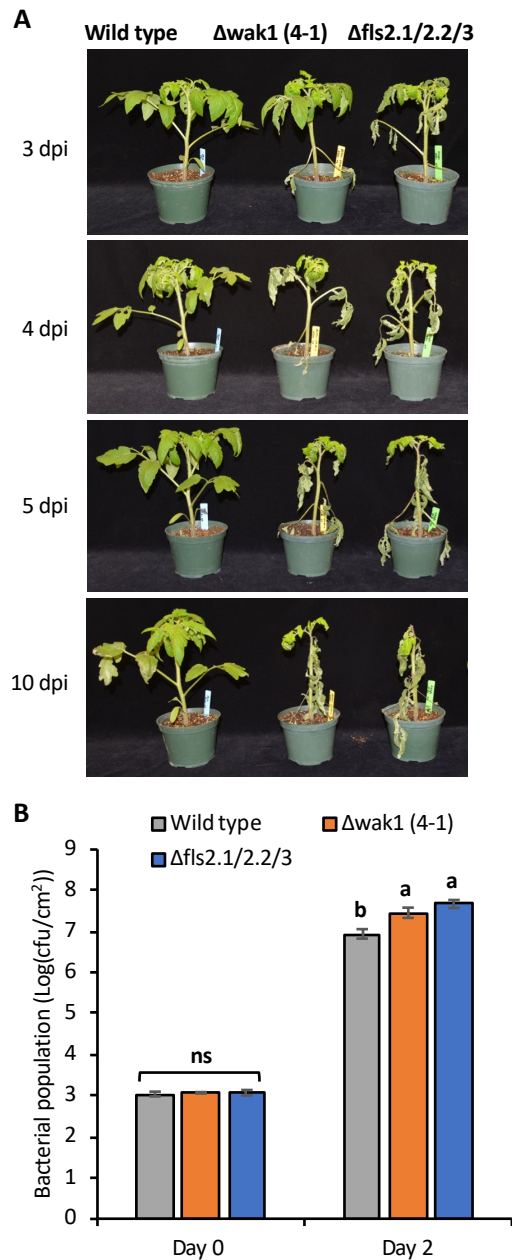 A
Wild type Δwak1 (4-1) Δfls2.1/2.2/3
3 dpi
4 dpi
5 dpi
10 dpi
B
Wild type Δwak1 (4-1)
Δfls2.1/2.2/3
Bacterial population (Log(cfu/cm²))
9
8
7
6
5
4
3
2
1
0
ns
b a a
Day 0 Day 2